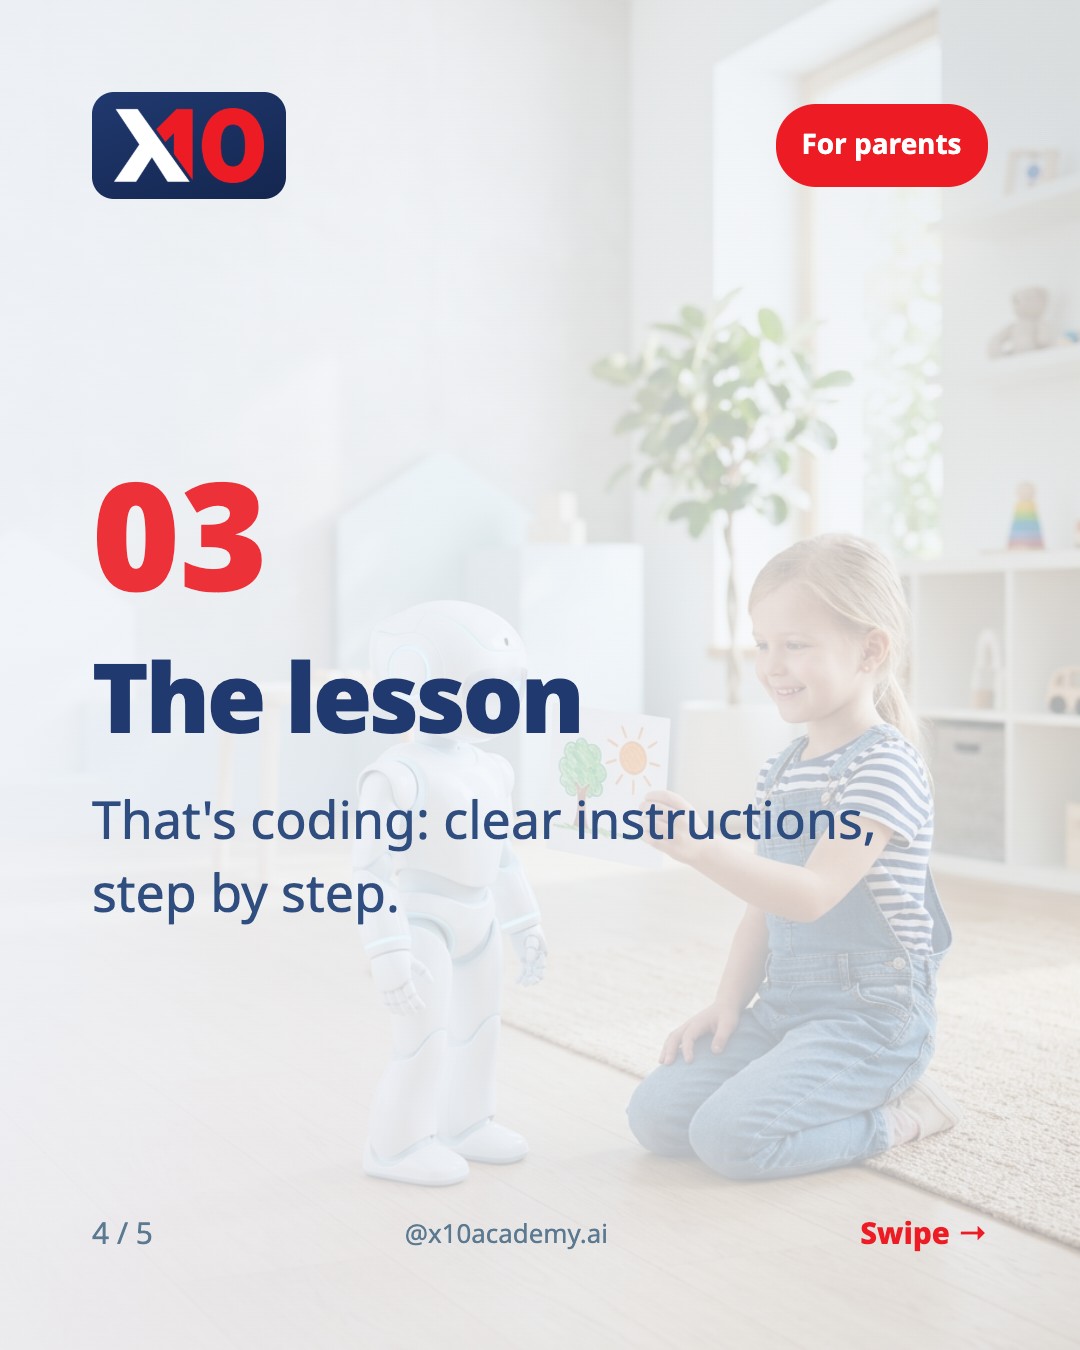 X10
For parents
03
The lesson
That's coding: clear instructions,
step by step.
4 / 5
@x10academy.ai
Swipe →